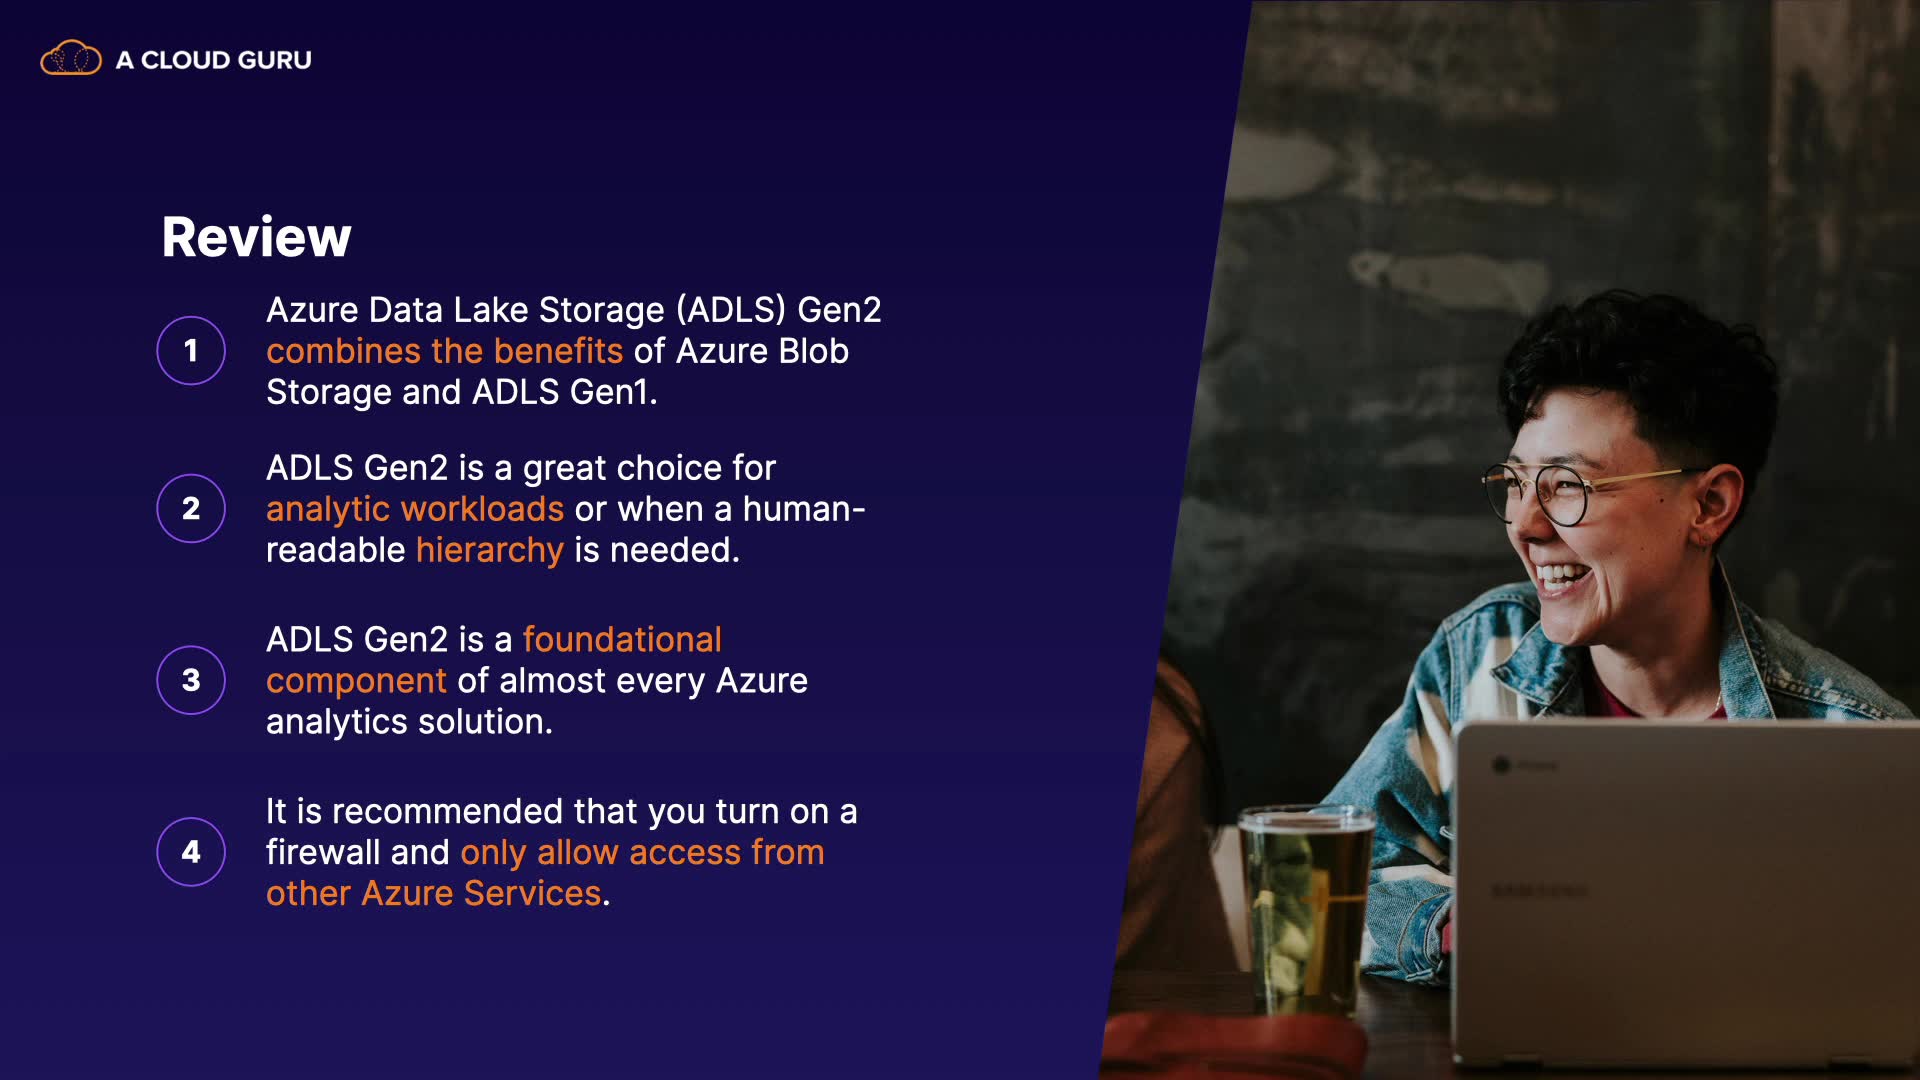 A CLOUD GURU
Review
1
Azure Data Lake Storage (ADLS) Gen2
combines the benefits of Azure Blob
Storage and ADLS Gen1.
2
ADLS Gen2 is a great choice for
analytic workloads or when a human-
readable hierarchy is needed.
3
ADLS Gen2 is a foundational
component of almost every Azure
analytics solution.
4
It is recommended that you turn on a
firewall and only allow access from
other Azure Services.